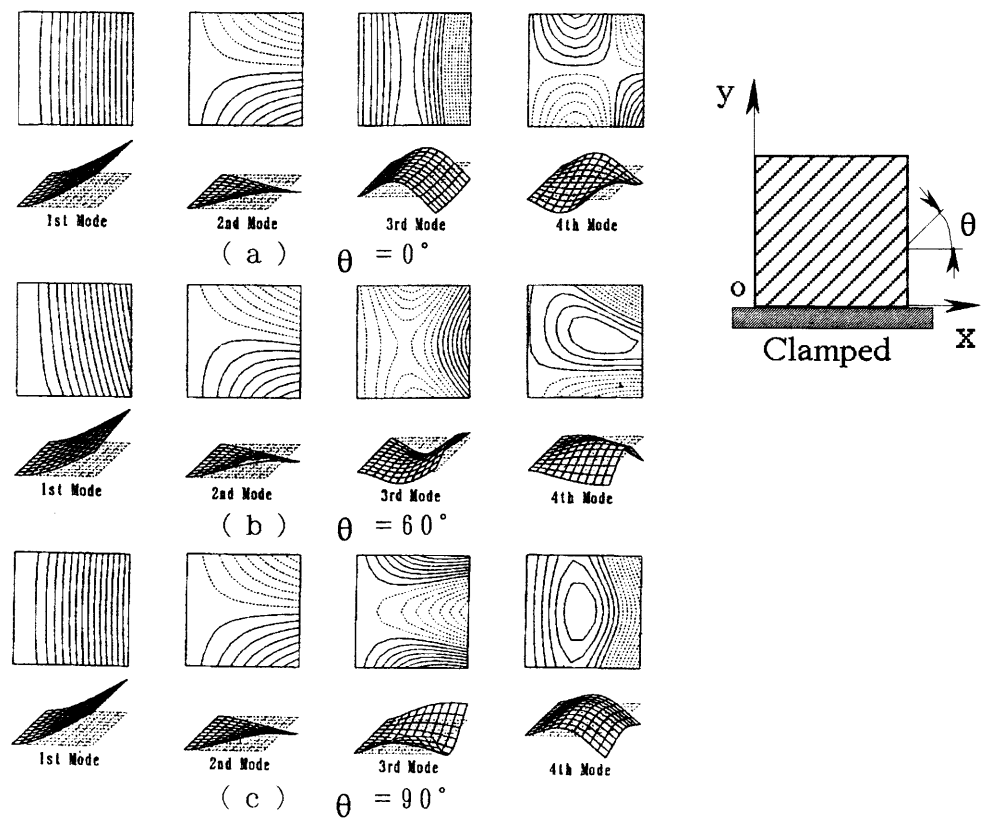 1st Mode 2nd Mode 3rd Mode 4th Mode
( a ) θ = 0°
1st Mode 2nd Mode 3rd Mode 4th Mode
( b ) θ = 60°
1st Mode 2nd Mode 3rd Mode 4th Mode
( c ) θ = 90°
y
θ
o
x
Clamped